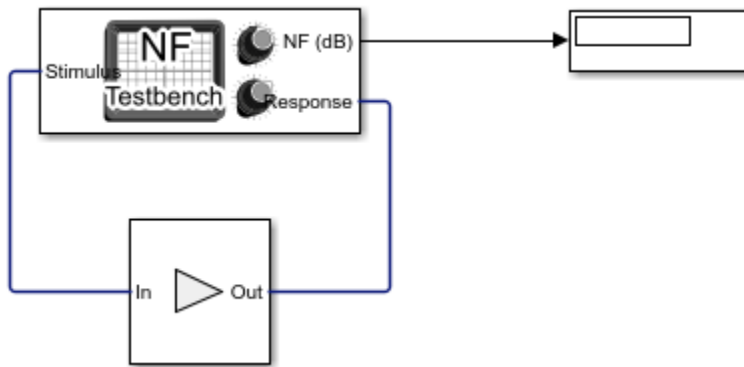 NF
NF (dB)
Stimulus
Testbench
Response
In
Out